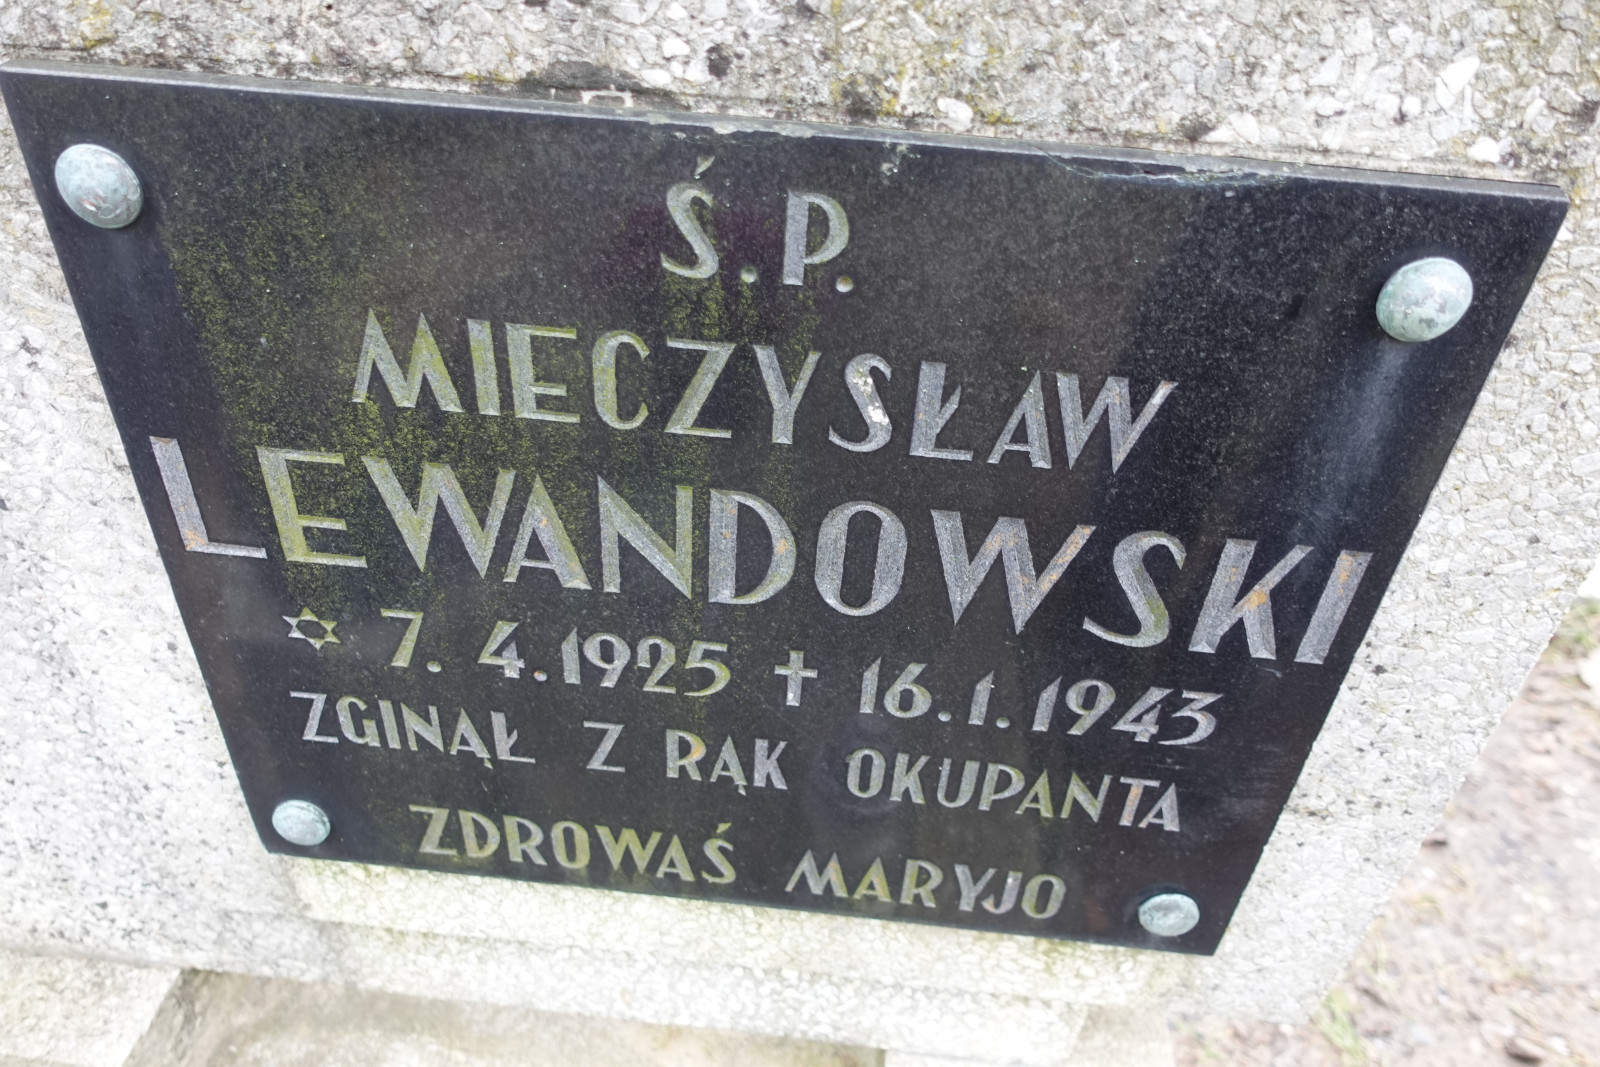 Ś.P.
MIECZYSŁAW
LEWANDOWSKI
✡ 7. 4. 1925 ✝ 16. 1. 1943
ZGINĄŁ Z RĄK OKUPANTA
ZDROWAŚ MARYJO